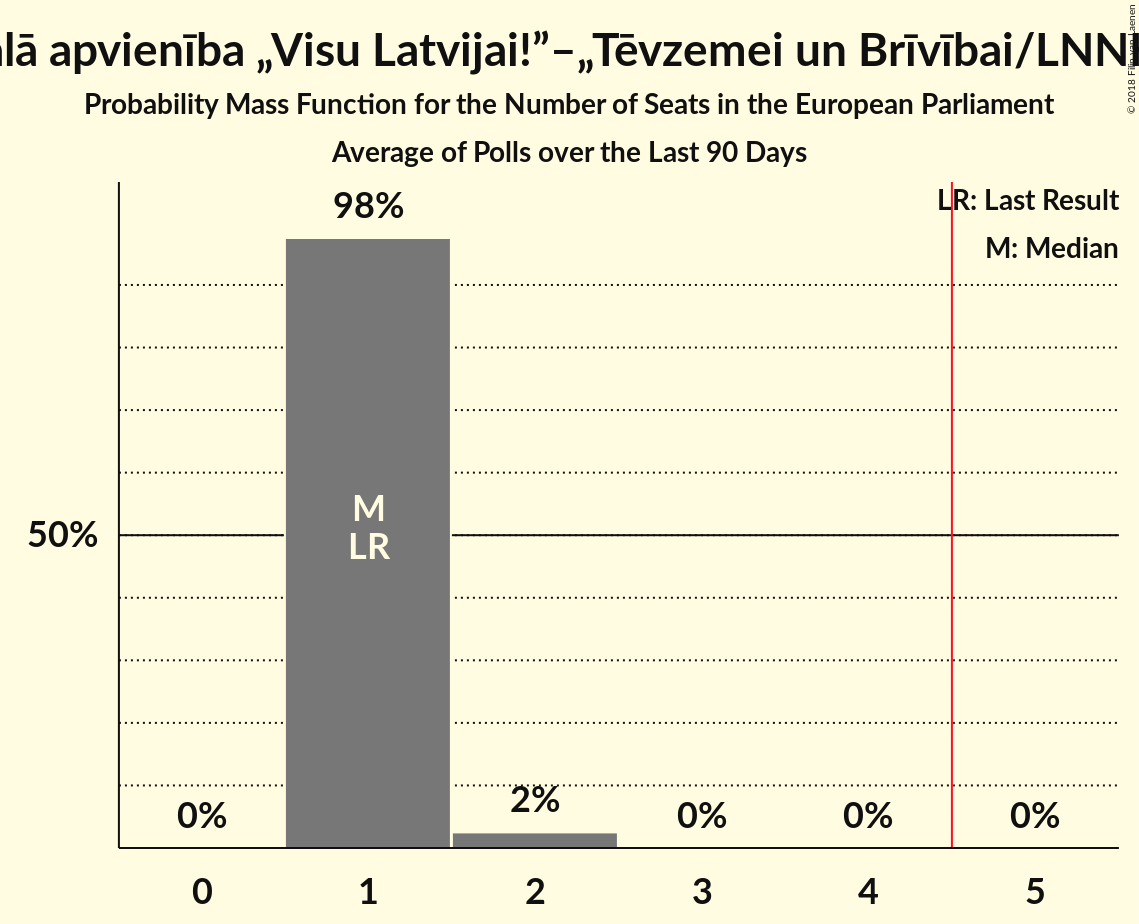 lā apvienība „Visu Latvijai!”–„Tēvzemei un Brīvībai/LNN
Probability Mass Function for the Number of Seats in the European Parliament
Average of Polls over the Last 90 Days
© 2018 Filip van Laenen
98%
LR: Last Result
M: Median
M
LR
50%
0%
2%
0%
0%
0%
0
1
2
3
4
5